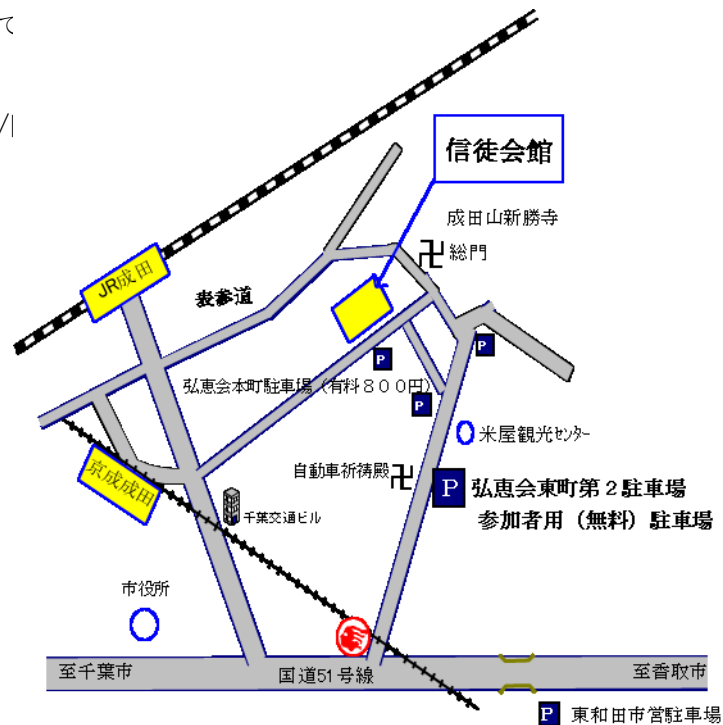 て
信徒会館
成田山新勝寺
卍 総門
JR成田
表参道
P
P
弘恵会本町駐車場（有料８００円）
P
米屋観光ｾﾝﾀｰ
京成成田
自動車祈祷殿 卍
P 弘恵会東町第２駐車場
参加者用（無料）駐車場
千葉交通ビル
市役所
至千葉市
国道51号線
至香取市
P 東和田市営駐車場